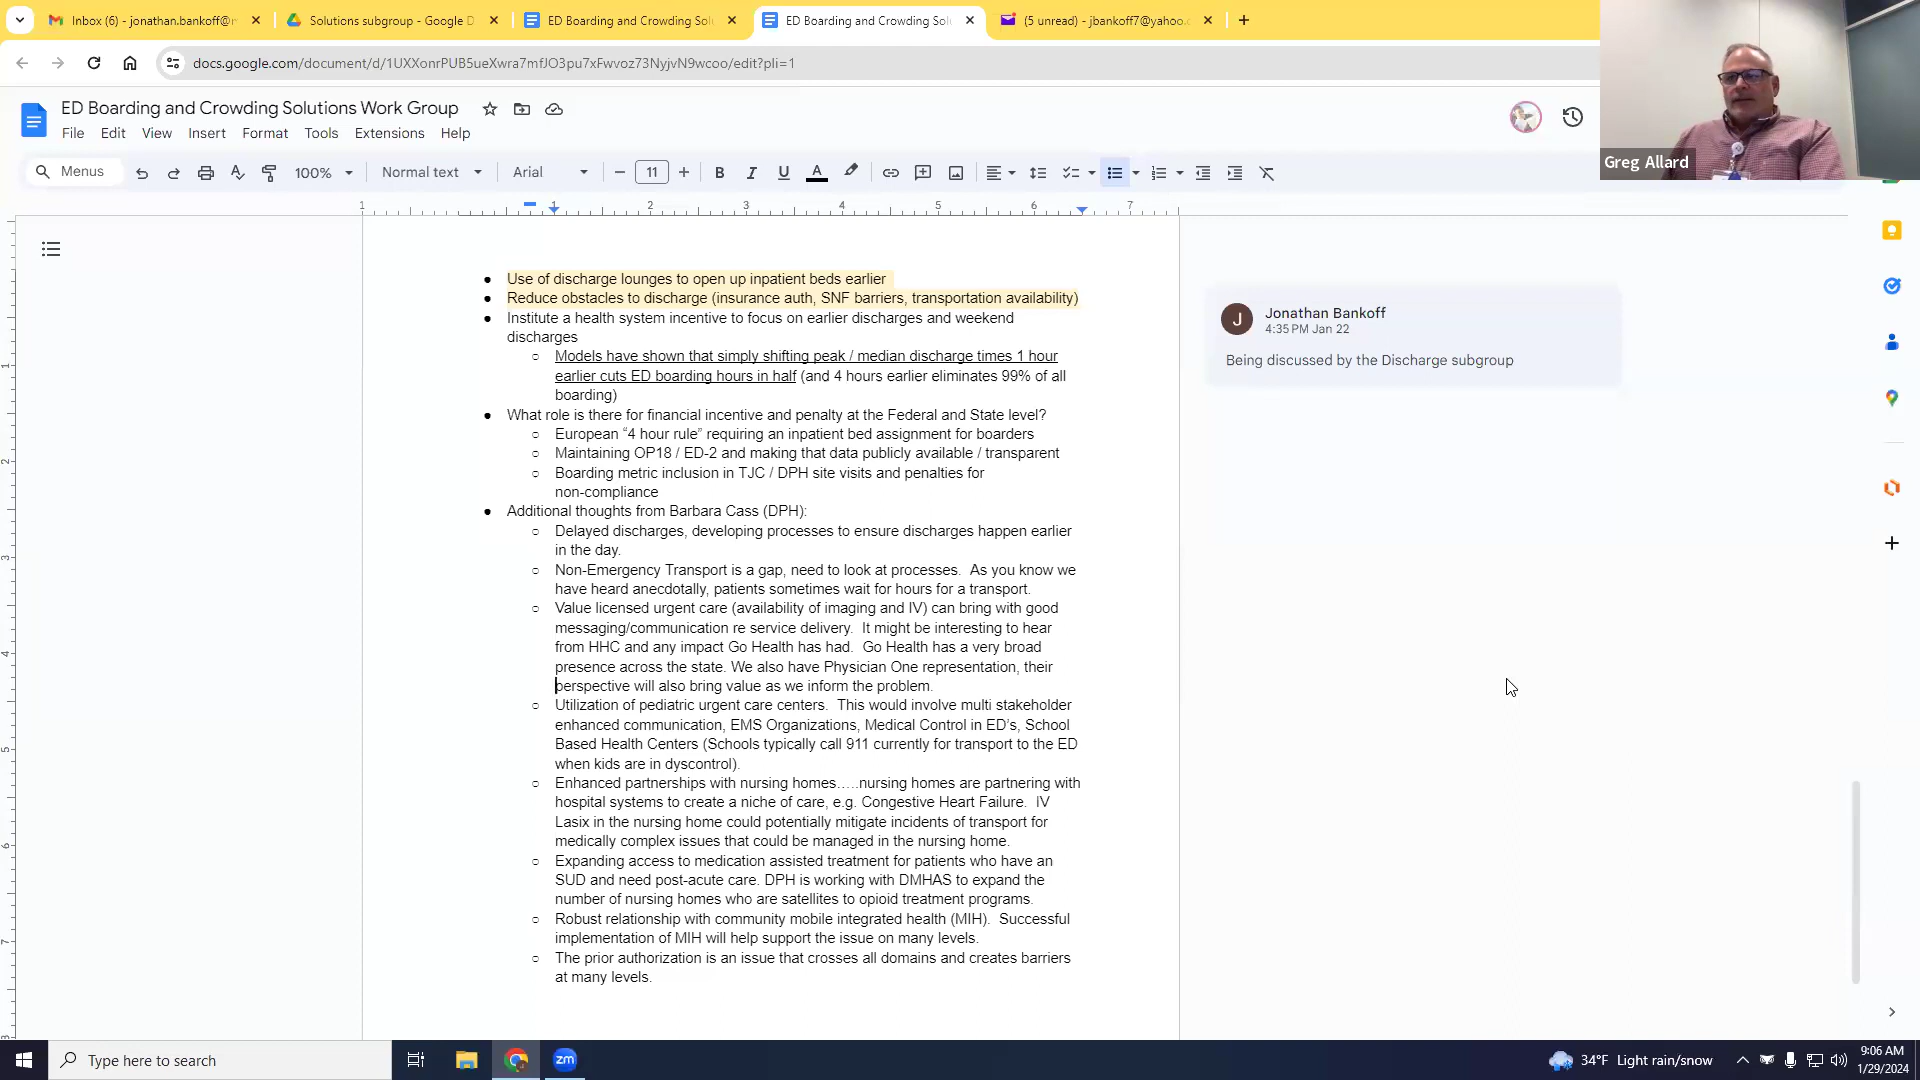 Inbox (6) - jonathan.bankoff@
Solutions subgroup - Google D
ED Boarding and Crowding Solu
ED Boarding and Crowding Solu
(5 unread) - jbankoff7@yahoo.
docs.google.com/document/d/1UXXonrPUB5ueXwra7mfJO3pu7xFwvoz73NyjvN9wcoo/edit?pli=1
ED Boarding and Crowding Solutions Work Group
File Edit View Insert Format Tools Extensions Help
Greg Allard
Menus 100% Normal text Arial 11
1 1 2 3 4 5 6 7
Use of discharge lounges to open up inpatient beds earlier
Reduce obstacles to discharge (insurance auth, SNF barriers, transportation availability)
Institute a health system incentive to focus on earlier discharges and weekend
discharges
Models have shown that simply shifting peak / median discharge times 1 hour
earlier cuts ED boarding hours in half (and 4 hours earlier eliminates 99% of all
boarding)
What role is there for financial incentive and penalty at the Federal and State level?
European “4 hour rule” requiring an inpatient bed assignment for boarders
Maintaining OP18 / ED-2 and making that data publicly available / transparent
Boarding metric inclusion in TJC / DPH site visits and penalties for
non-compliance
Additional thoughts from Barbara Cass (DPH):
Delayed discharges, developing processes to ensure discharges happen earlier
in the day.
Non-Emergency Transport is a gap, need to look at processes.  As you know we
have heard anecdotally, patients sometimes wait for hours for a transport.
Value licensed urgent care (availability of imaging and IV) can bring with good
messaging/communication re service delivery.  It might be interesting to hear
from HHC and any impact Go Health has had.  Go Health has a very broad
presence across the state. We also have Physician One representation, their
perspective will also bring value as we inform the problem.
Utilization of pediatric urgent care centers.  This would involve multi stakeholder
enhanced communication, EMS Organizations, Medical Control in ED’s, School
Based Health Centers (Schools typically call 911 currently for transport to the ED
when kids are in dyscontrol).
Enhanced partnerships with nursing homes…..nursing homes are partnering with
hospital systems to create a niche of care, e.g. Congestive Heart Failure.  IV
Lasix in the nursing home could potentially mitigate incidents of transport for
medically complex issues that could be managed in the nursing home.
Expanding access to medication assisted treatment for patients who have an
SUD and need post-acute care. DPH is working with DMHAS to expand the
number of nursing homes who are satellites to opioid treatment programs.
Robust relationship with community mobile integrated health (MIH).  Successful
implementation of MIH will help support the issue on many levels.
The prior authorization is an issue that crosses all domains and creates barriers
at many levels.
J
Jonathan Bankoff
4:35 PM Jan 22
Being discussed by the Discharge subgroup
1
2
3
4
5
6
7
Type here to search
zm
34°F Light rain/snow
9:06 AM
1/29/2024